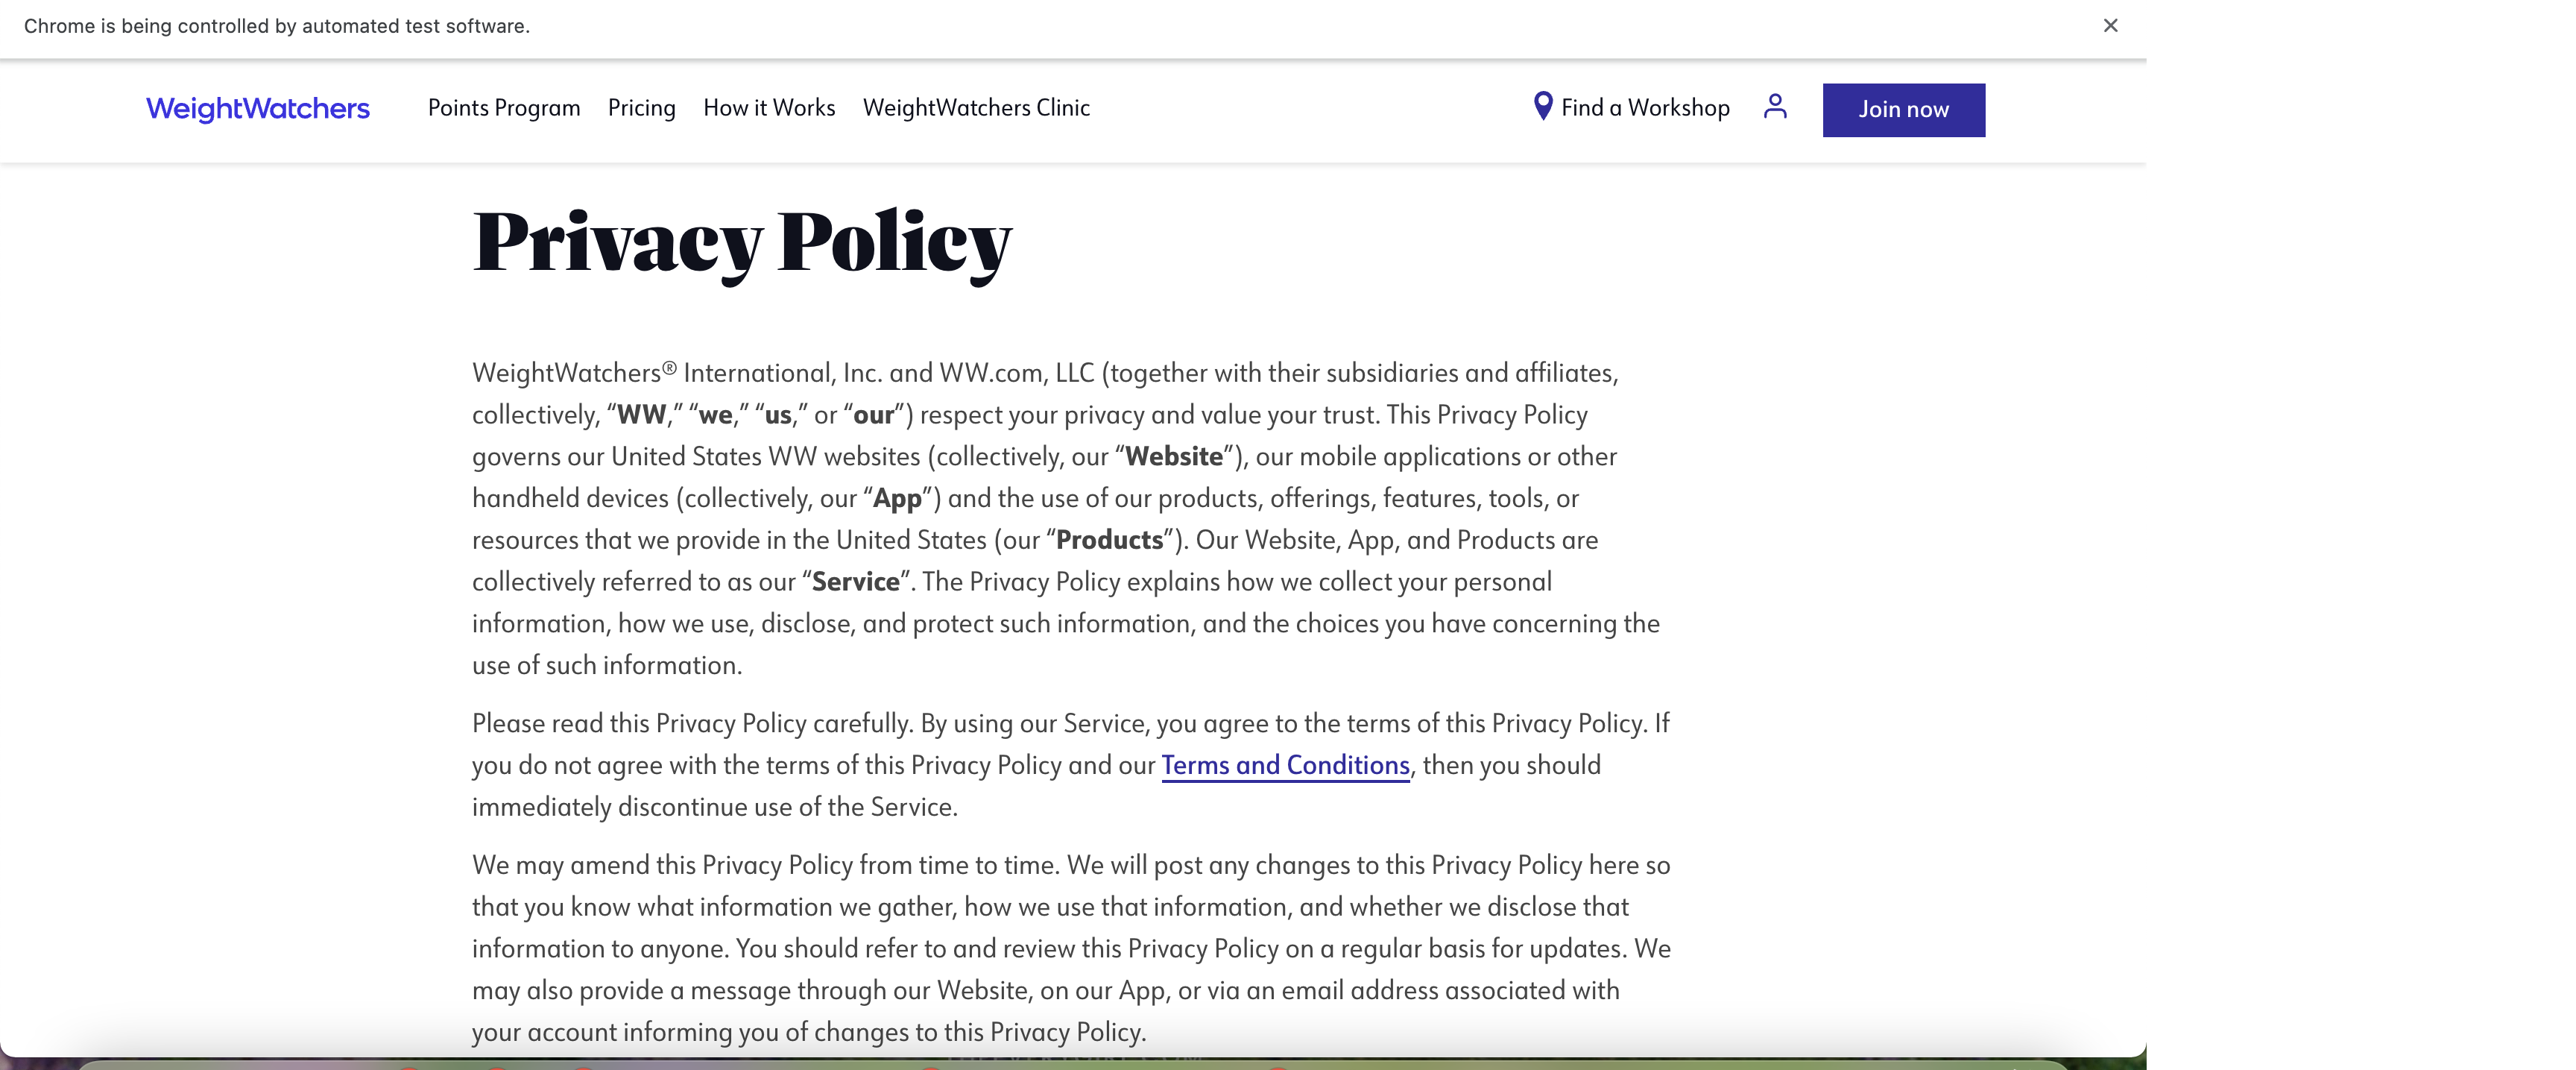 Chrome is being controlled by automated test software.
WeightWatchers Points Program Pricing How it Works WeightWatchers Clinic Find a Workshop Join now
Privacy Policy
WeightWatchers® International, Inc. and WW.com, LLC (together with their subsidiaries and affiliates,
collectively, “WW,” “we,” “us,” or “our”) respect your privacy and value your trust. This Privacy Policy
governs our United States WW websites (collectively, our “Website”), our mobile applications or other
handheld devices (collectively, our “App”) and the use of our products, offerings, features, tools, or
resources that we provide in the United States (our “Products”). Our Website, App, and Products are
collectively referred to as our “Service”. The Privacy Policy explains how we collect your personal
information, how we use, disclose, and protect such information, and the choices you have concerning the
use of such information.
Please read this Privacy Policy carefully. By using our Service, you agree to the terms of this Privacy Policy. If
you do not agree with the terms of this Privacy Policy and our Terms and Conditions, then you should
immediately discontinue use of the Service.
We may amend this Privacy Policy from time to time. We will post any changes to this Privacy Policy here so
that you know what information we gather, how we use that information, and whether we disclose that
information to anyone. You should refer to and review this Privacy Policy on a regular basis for updates. We
may also provide a message through our Website, on our App, or via an email address associated with
your account informing you of changes to this Privacy Policy.